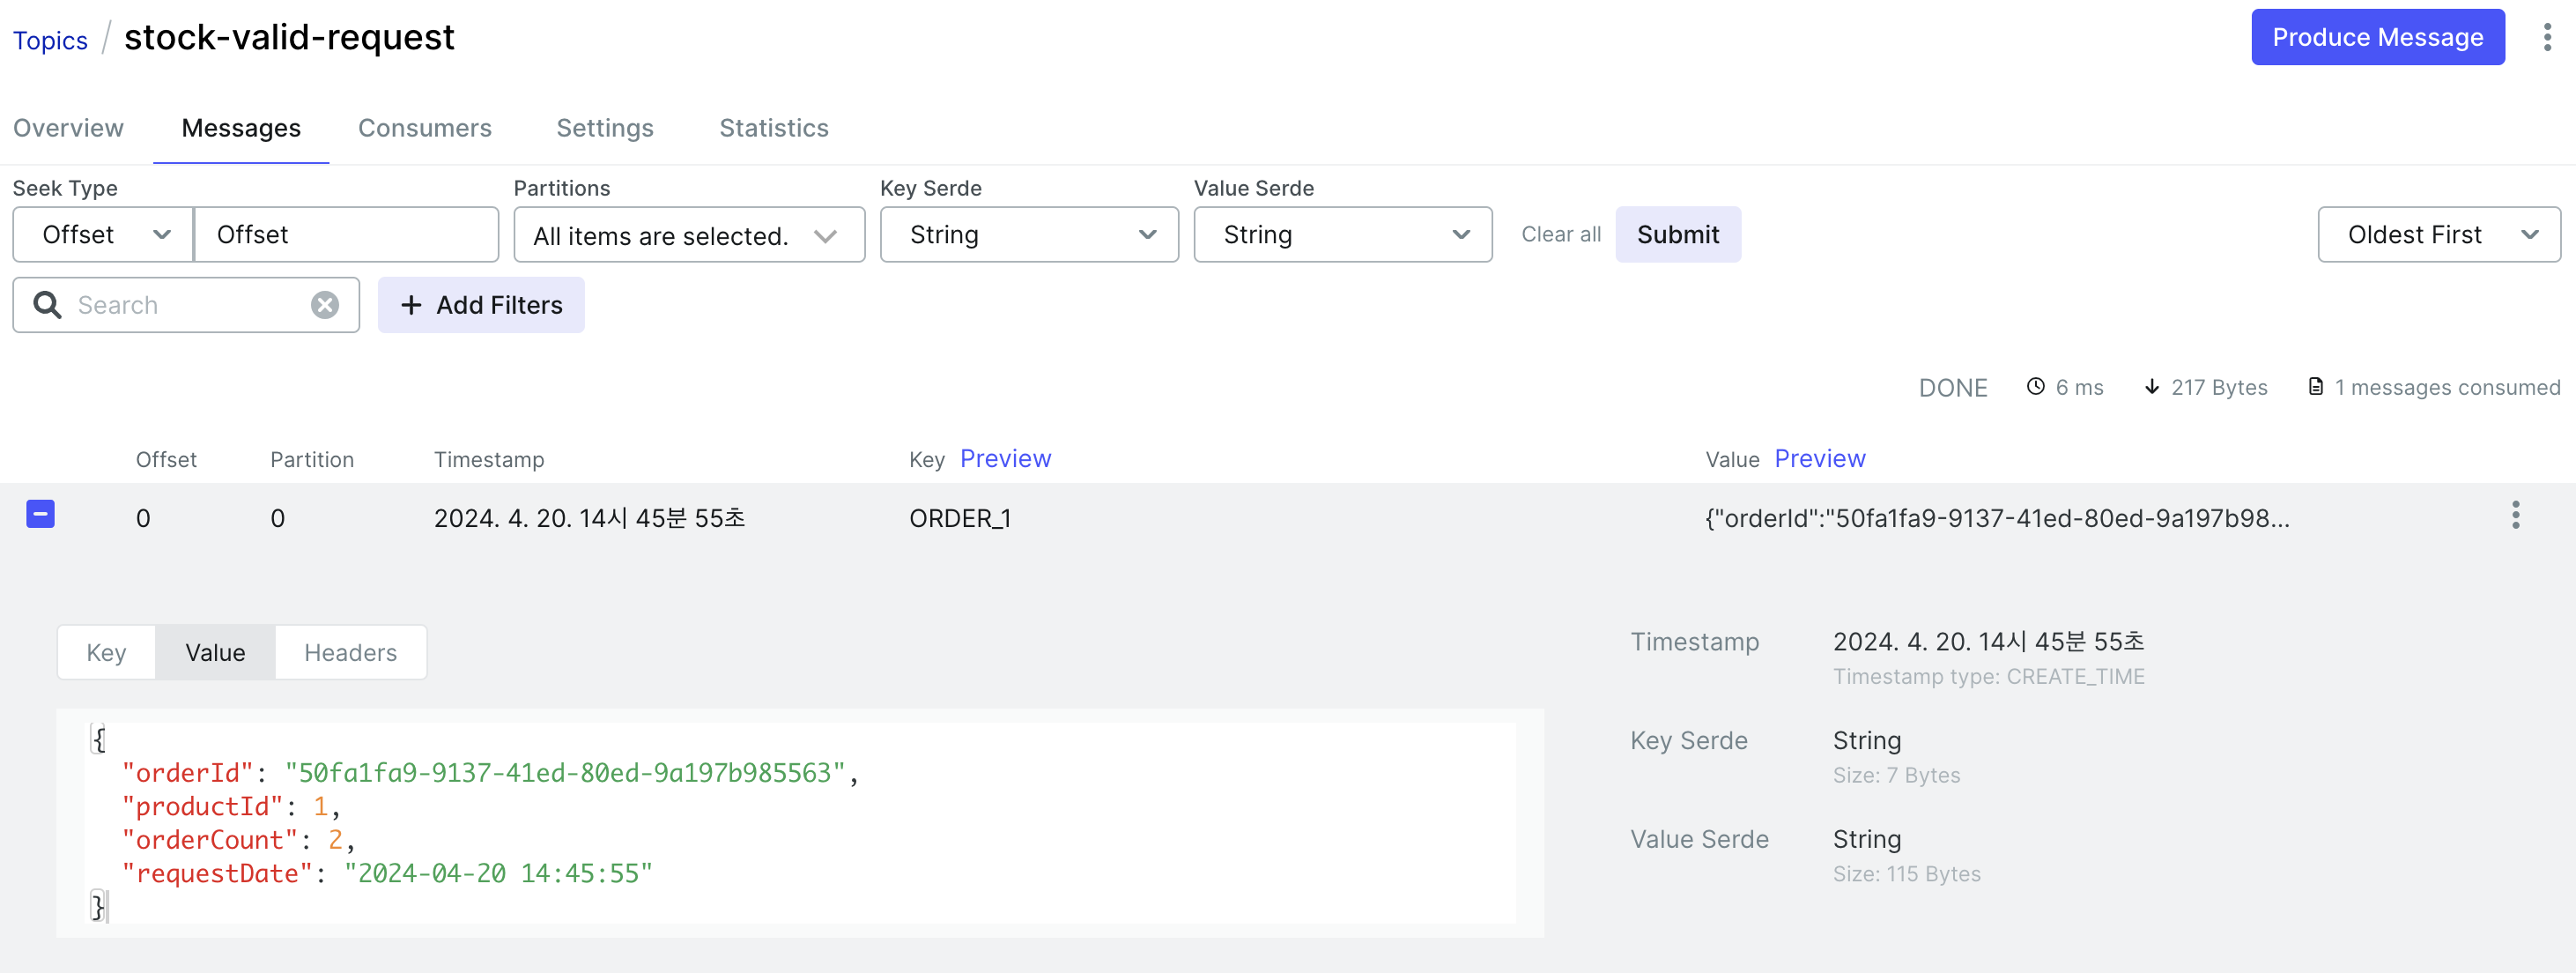 Topics / stock-valid-request
Produce Message
Overview Messages Consumers Settings Statistics
Seek Type Partitions Key Serde Value Serde
Offset Offset All items are selected. String String Clear all Submit Oldest First
Search + Add Filters
DONE 6 ms 217 Bytes 1 messages consumed
Offset Partition Timestamp Key Preview Value Preview
0 0 2024. 4. 20. 14시 45분 55초 ORDER_1 {"orderId":"50fa1fa9-9137-41ed-80ed-9a197b98...
Key Value Headers
{
"orderId": "50fa1fa9-9137-41ed-80ed-9a197b985563",
"productId": 1,
"orderCount": 2,
"requestDate": "2024-04-20 14:45:55"
}
Timestamp 2024. 4. 20. 14시 45분 55초
Timestamp type: CREATE_TIME
Key Serde String
Size: 7 Bytes
Value Serde String
Size: 115 Bytes